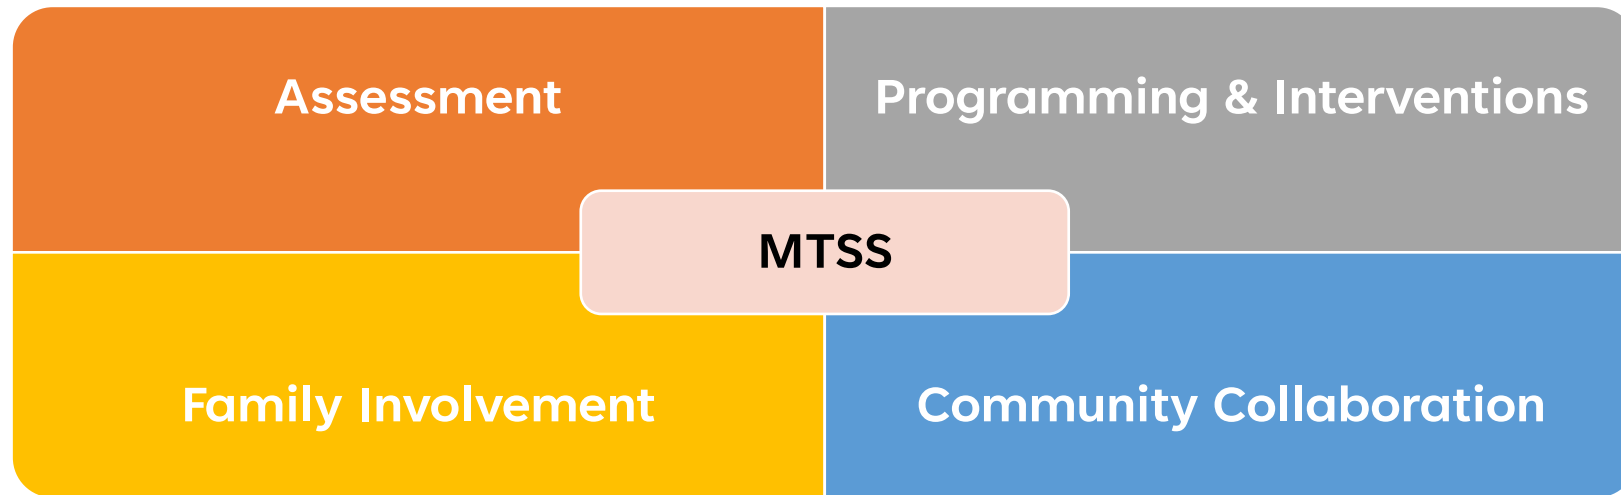 Assessment
Programming & Interventions
MTSS
Family Involvement
Community Collaboration